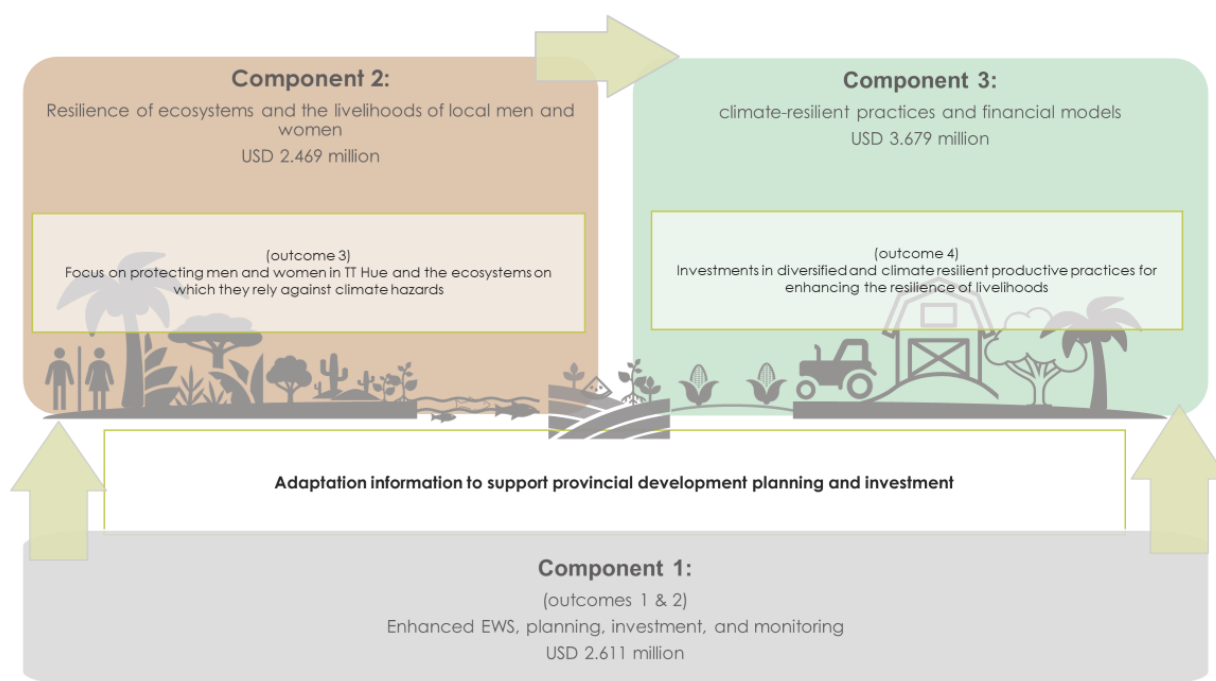 Component 2:
Resilience of ecosystems and the livelihoods of local men and
women
USD 2.469 million
(outcome 3)
Focus on protecting men and women in TT Hue and the ecosystems on
which they rely against climate hazards
Component 3:
climate-resilient practices and financial models
USD 3.679 million
(outcome 4)
Investments in diversified and climate resilient productive practices for
enhancing the resilience of livelihoods
Adaptation information to support provincial development planning and investment
Component 1:
(outcomes 1 & 2)
Enhanced EWS, planning, investment, and monitoring
USD 2.611 million